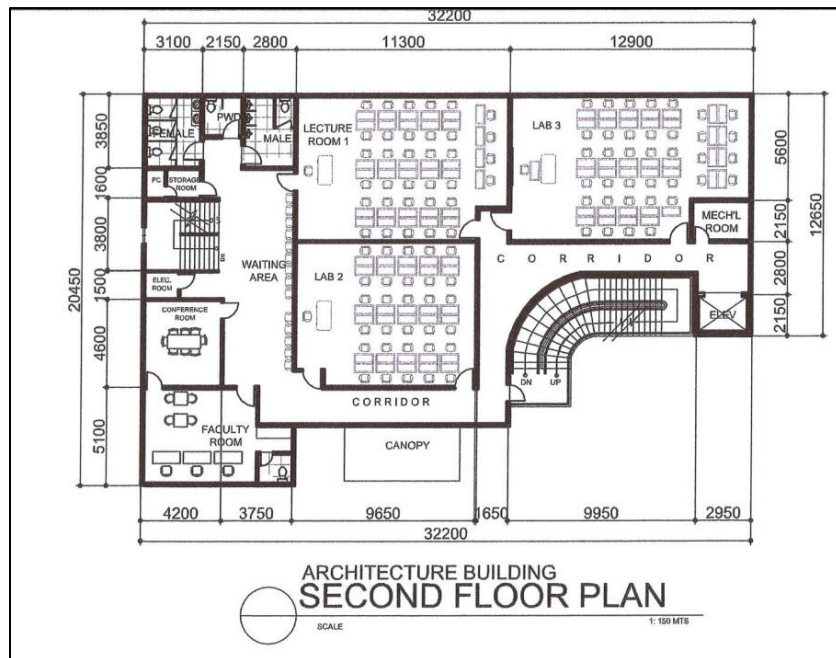 32200
3100 2150 2800 11300 12900
3850
1600
3800
1500
4600
5100
20450
FEMALE
PWD
MALE
LECTURE
ROOM 1
LAB 3
STORAGE
ROOM
MECH'L
ROOM
WAITING
AREA
LAB 2
C O R R I D O R
ELEC.
ROOM
CONFERENCE
ROOM
ELEV
DN UP
CORRIDOR
FACULTY
ROOM
CANOPY
5600
2150
2800
2150
12650
4200 3750 9650 1650 9950 2950
32200
ARCHITECTURE BUILDING
SECOND FLOOR PLAN
SCALE
1: 150 MTS